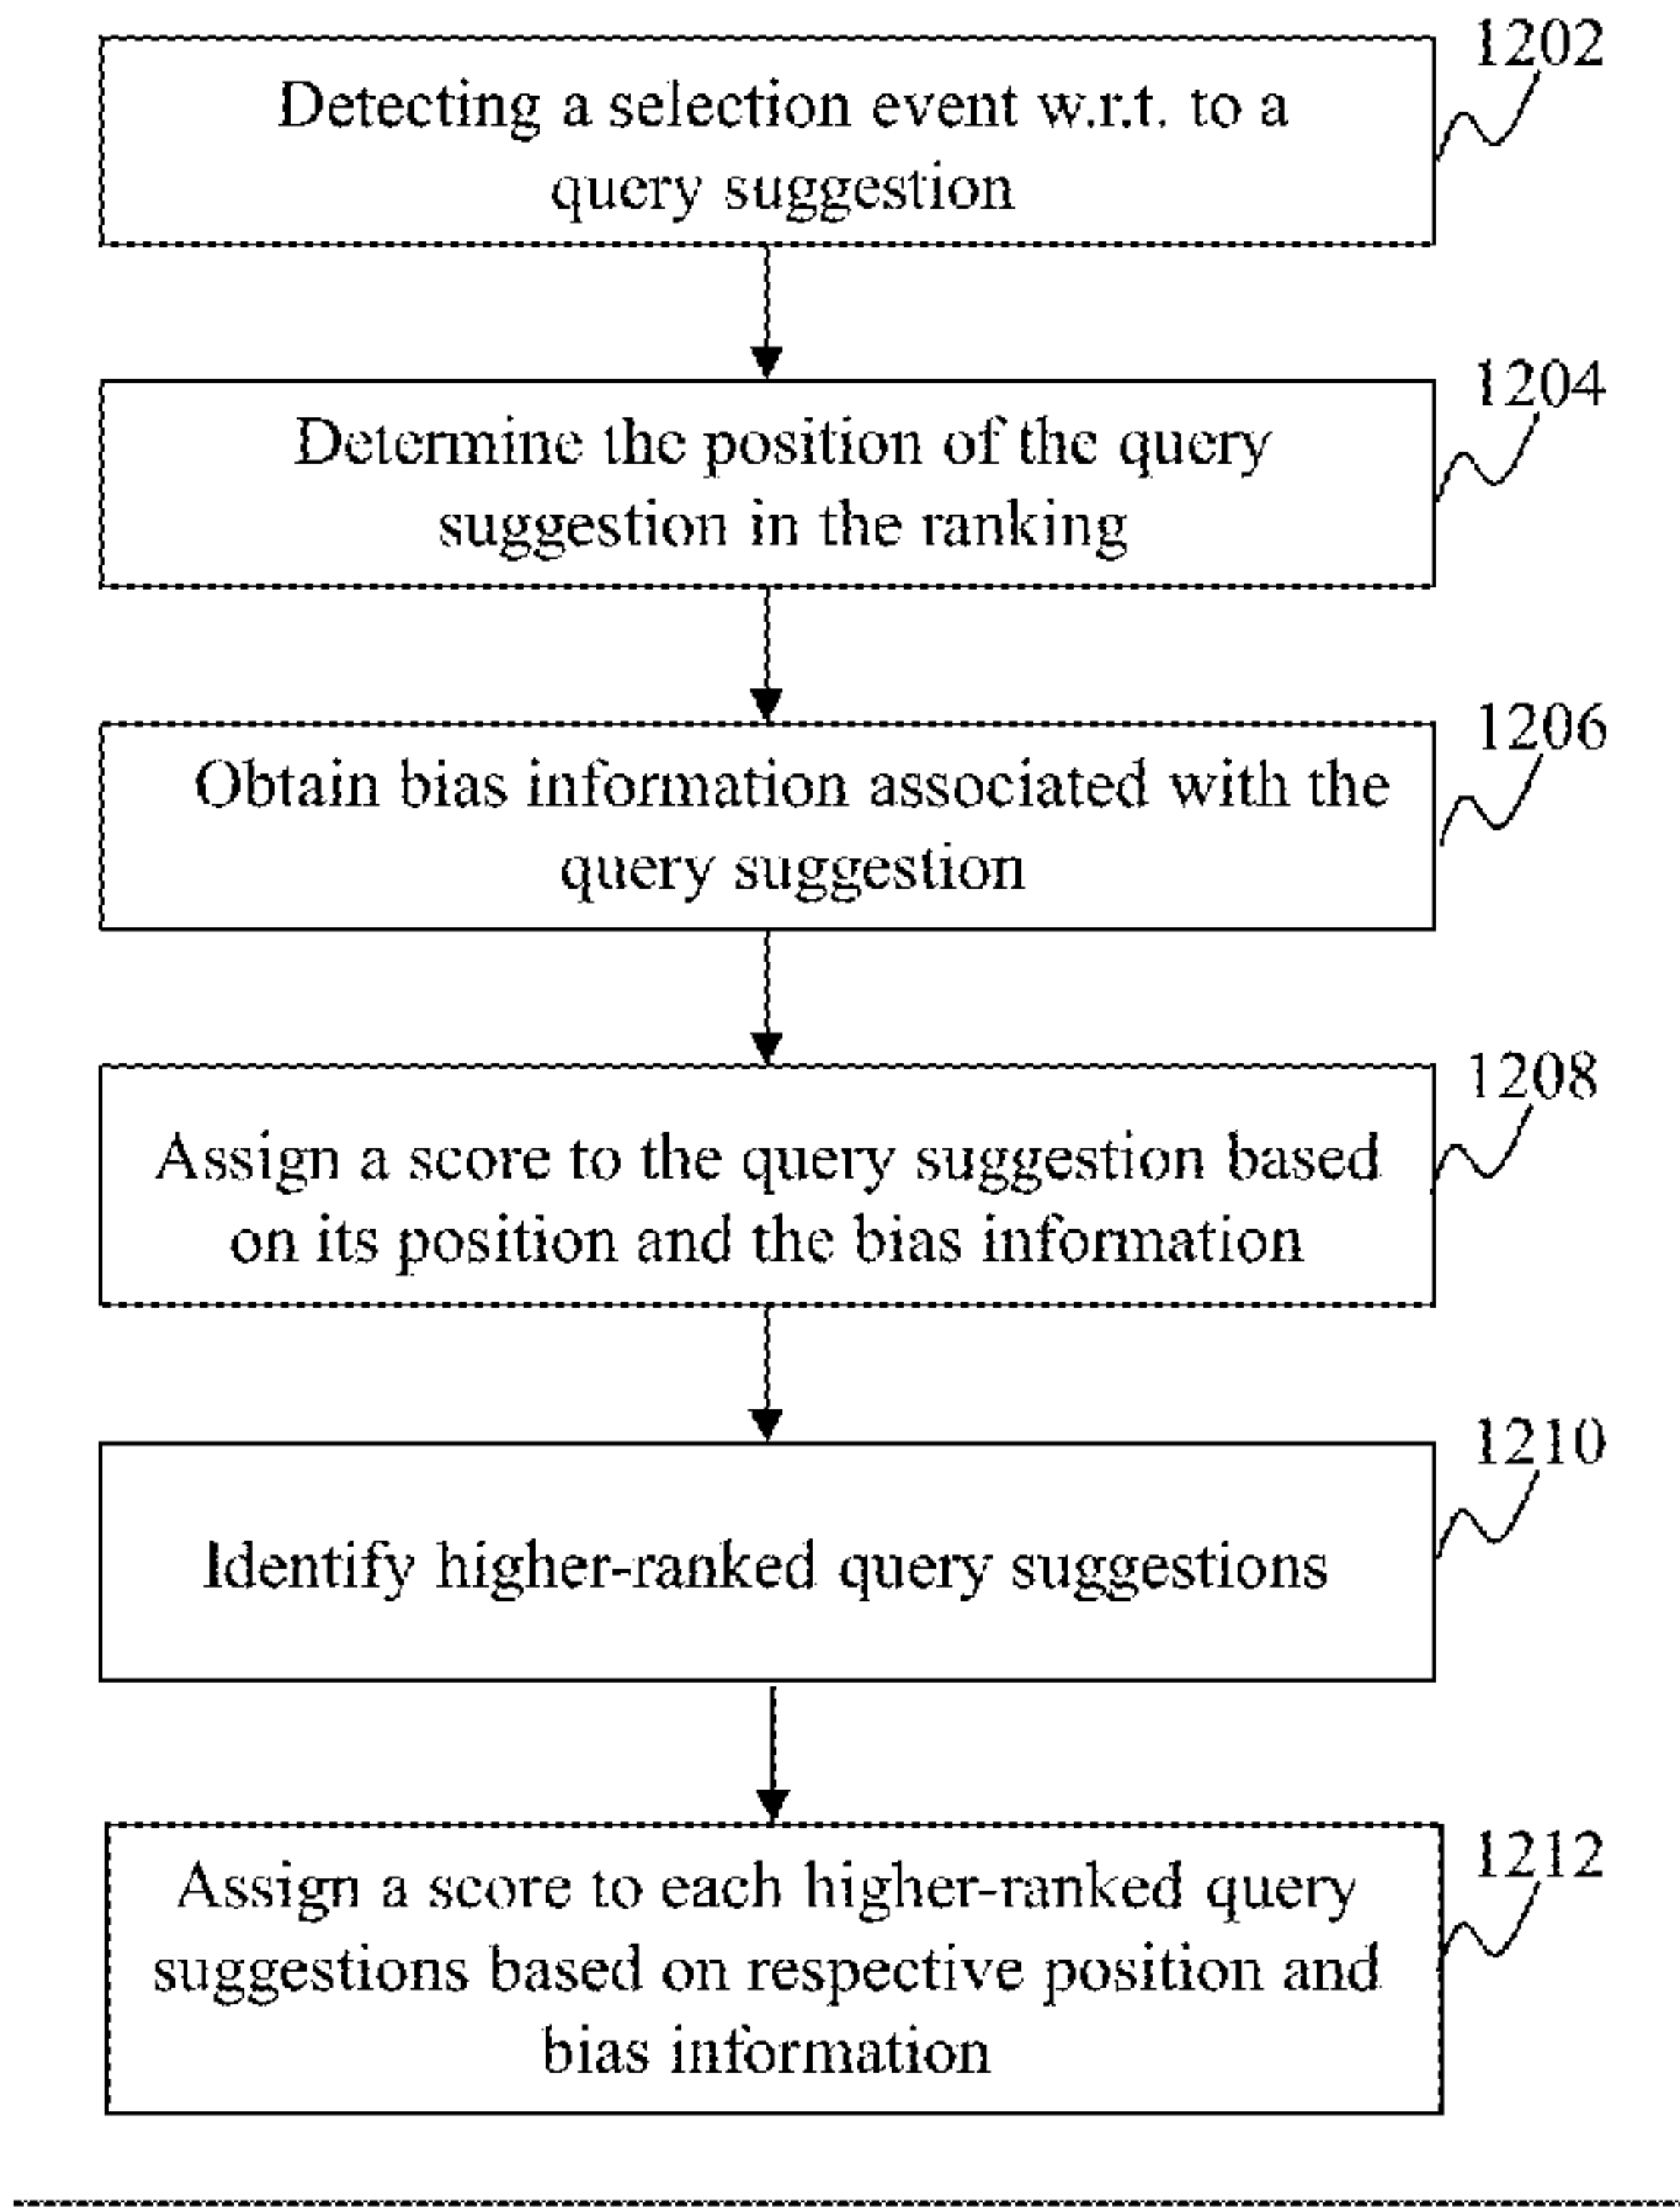 1202
Detecting a selection event w.r.t. to a
query suggestion
1204
Determine the position of the query
suggestion in the ranking
1206
Obtain bias information associated with the
query suggestion
1208
Assign a score to the query suggestion based
on its position and the bias information
1210
Identify higher-ranked query suggestions
1212
Assign a score to each higher-ranked query
suggestions based on respective position and
bias information